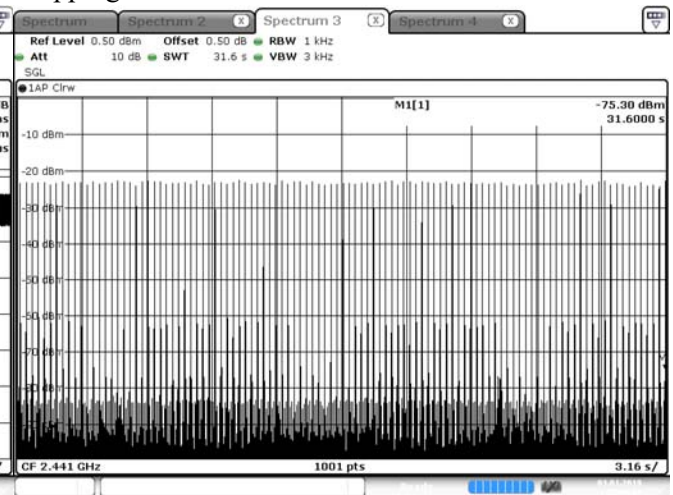 Spectrum Spectrum 2 X Spectrum 3 X Spectrum 4 X
Ref Level 0.50 dBm Offset 0.50 dB RBW 1 kHz
Att 10 dB SWT 31.6 s VBW 3 kHz
SGL
1AP Clrw
M1[1] -75.30 dBm
31.6000 s
-10 dBm
-20 dBm
-30 dBm
-40 dBm
-50 dBm
-60 dBm
-70 dBm
CF 2.441 GHz 1001 pts 3.16 s/